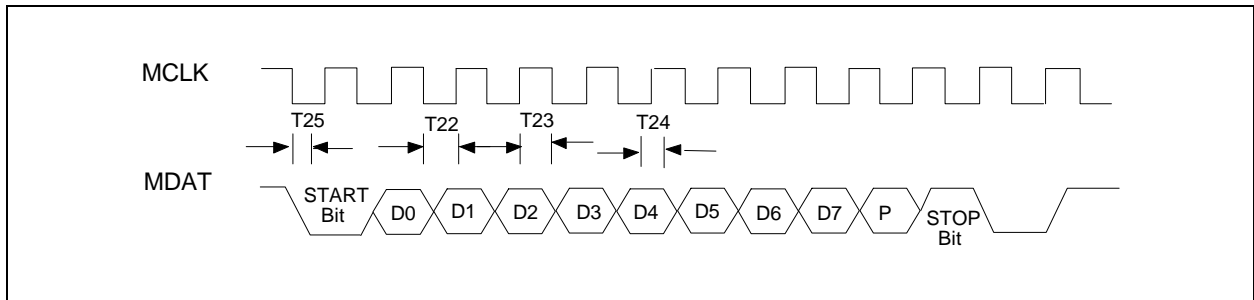 MCLK
T25 T22 T23 T24
MDAT
START Bit D0 D1 D2 D3 D4 D5 D6 D7 P STOP Bit